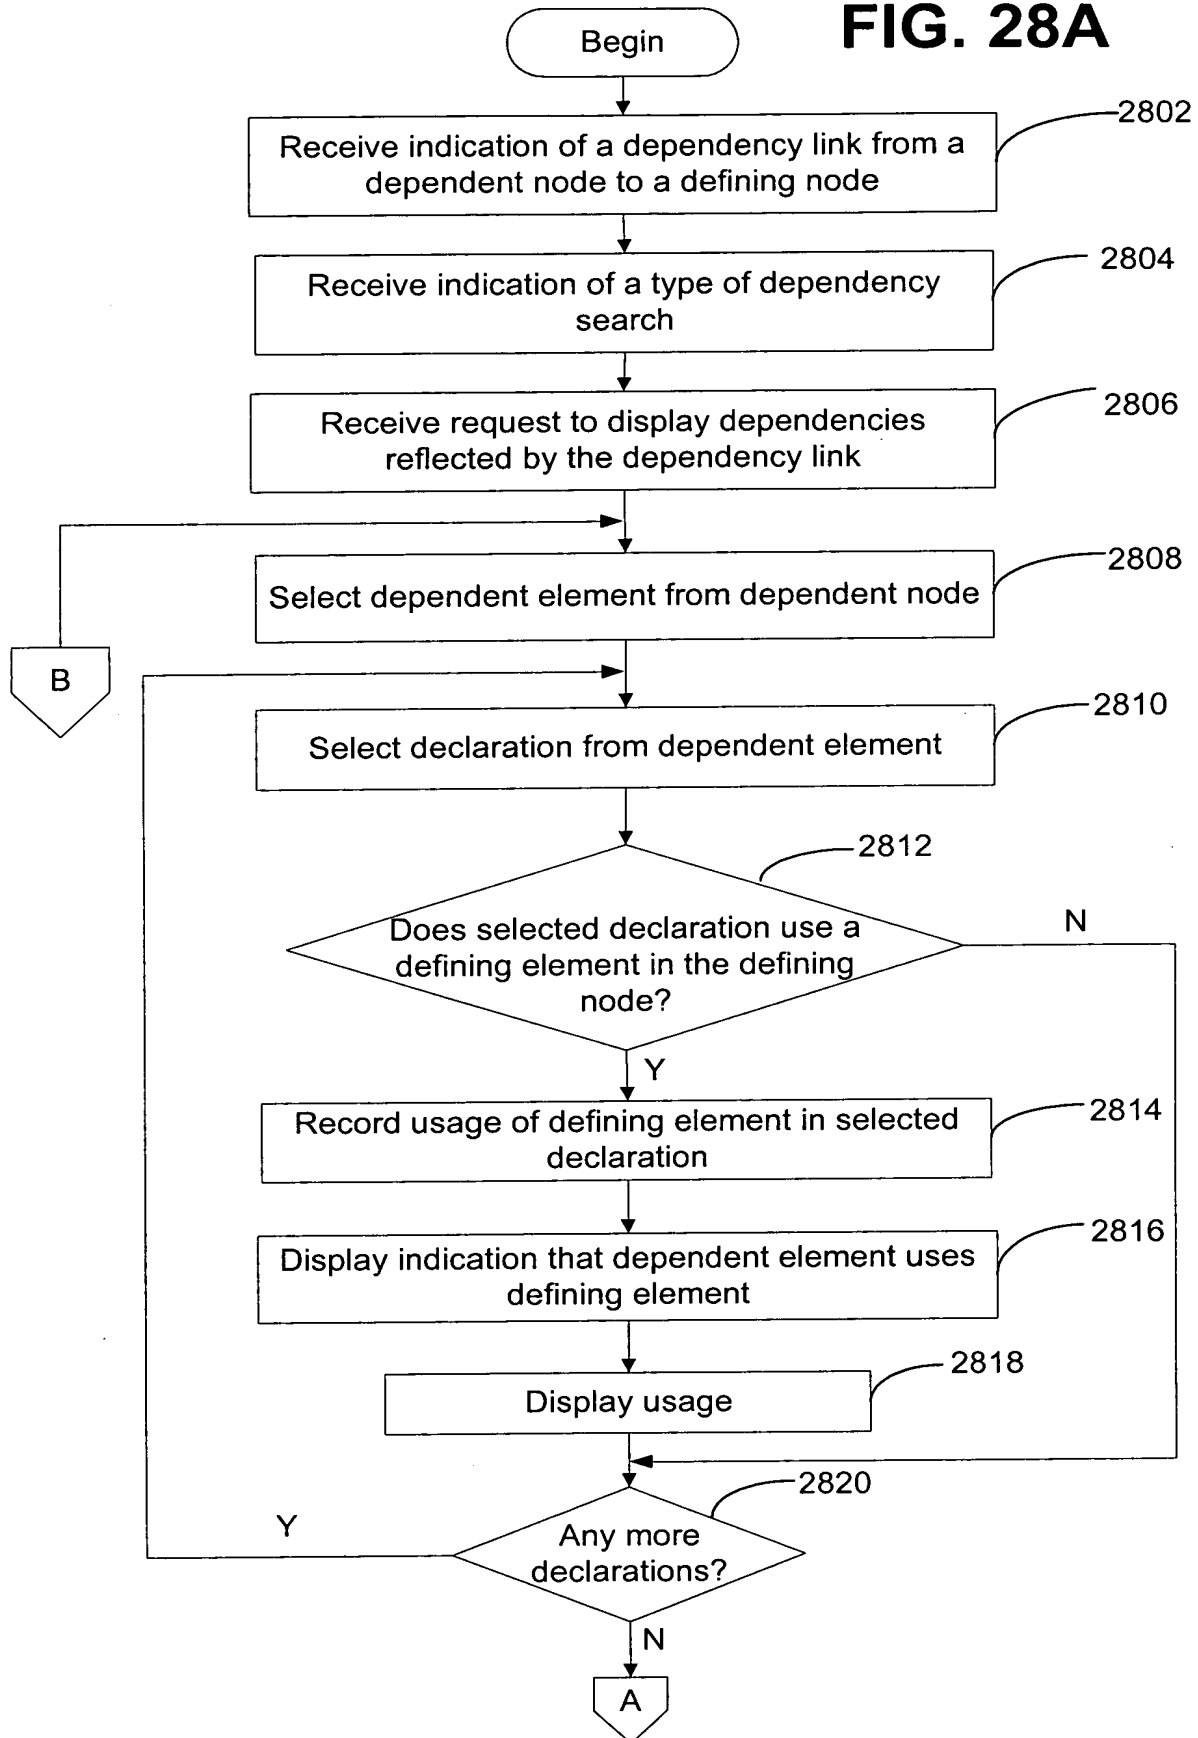 FIG. 28A
Begin
2802
Receive indication of a dependency link from a
dependent node to a defining node
2804
Receive indication of a type of dependency
search
2806
Receive request to display dependencies
reflected by the dependency link
2808
Select dependent element from dependent node
B
2810
Select declaration from dependent element
2812
Does selected declaration use a
defining element in the defining
node?
N
Y
2814
Record usage of defining element in selected
declaration
2816
Display indication that dependent element uses
defining element
2818
Display usage
2820
Any more
declarations?
Y
N
A